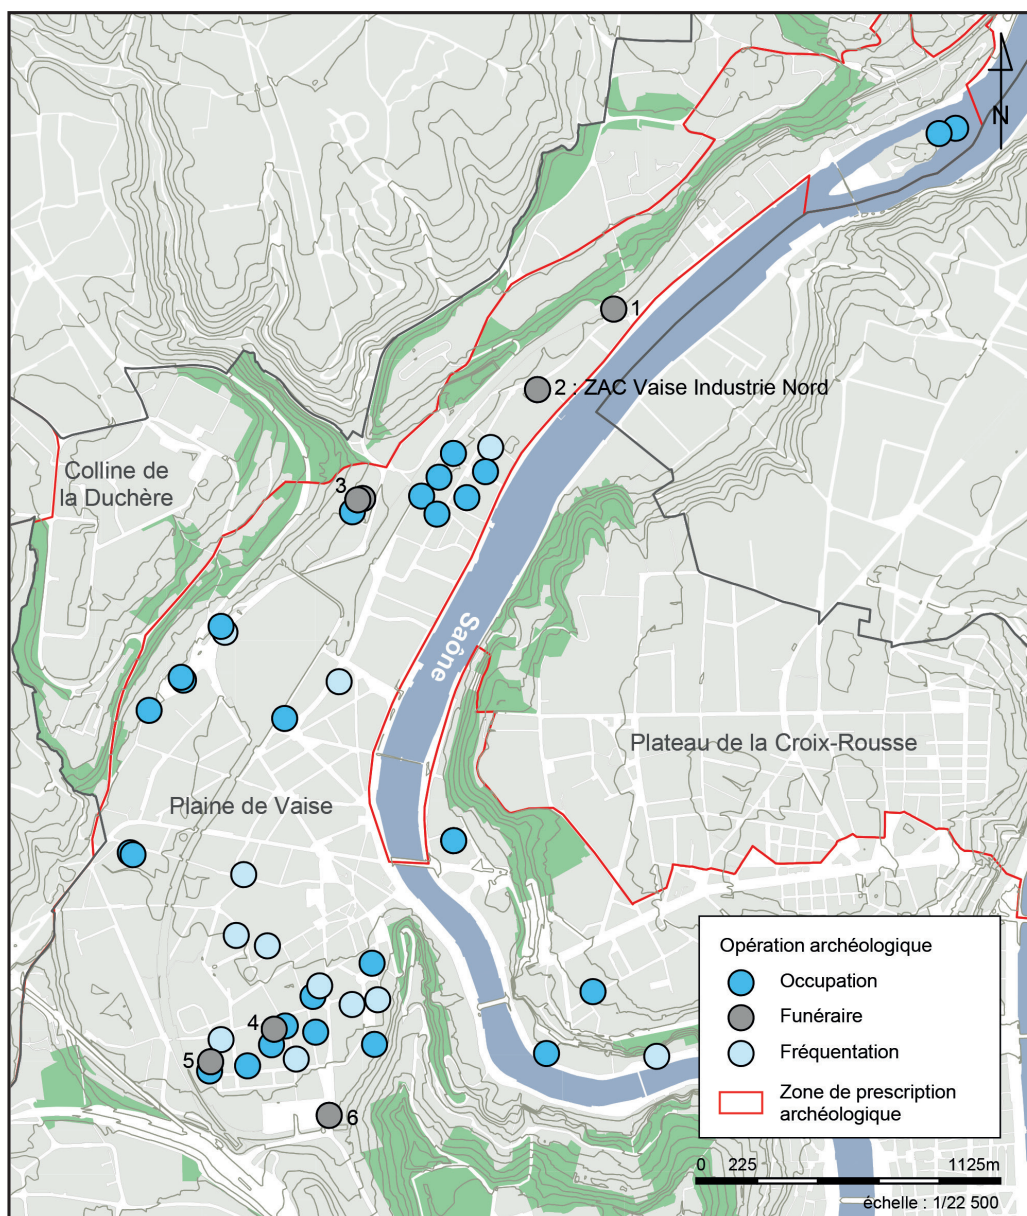 N
1
2 : ZAC Vaise Industrie Nord
Colline de
la Duchère
3
Saône
Plateau de la Croix-Rousse
Plaine de Vaise
4
5
6
Opération archéologique
Occupation
Funéraire
Fréquentation
Zone de prescription
archéologique
0 225 1125m
échelle : 1/22 500